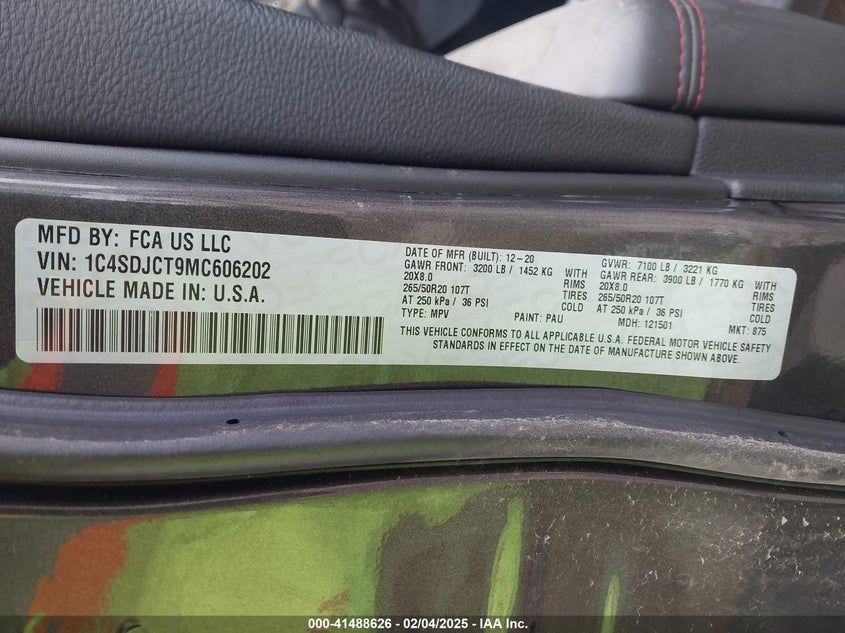 MFD BY: FCA US LLC
VIN: 1C4SDJCT9MC606202
VEHICLE MADE IN: U.S.A.
DATE OF MFR (BUILT): 12-20
GAWR FRONT: 3200 LB / 1452 KG WITH
20X8.0 RIMS
265/50R20 107T TIRES
AT 250 kPa / 36 PSI COLD
TYPE: MPV
PAINT: PAU
GVWR: 7100 LB / 3221 KG
GAWR REAR: 3900 LB / 1770 KG WITH
20X8.0 RIMS
265/50R20 107T TIRES
AT 250 kPa / 36 PSI COLD
MDH: 121501
MKT: 875
THIS VEHICLE CONFORMS TO ALL APPLICABLE U.S.A. FEDERAL MOTOR VEHICLE SAFETY
STANDARDS IN EFFECT ON THE DATE OF MANUFACTURE SHOWN ABOVE.
000-41488626 - 02/04/2025 - IAA Inc.